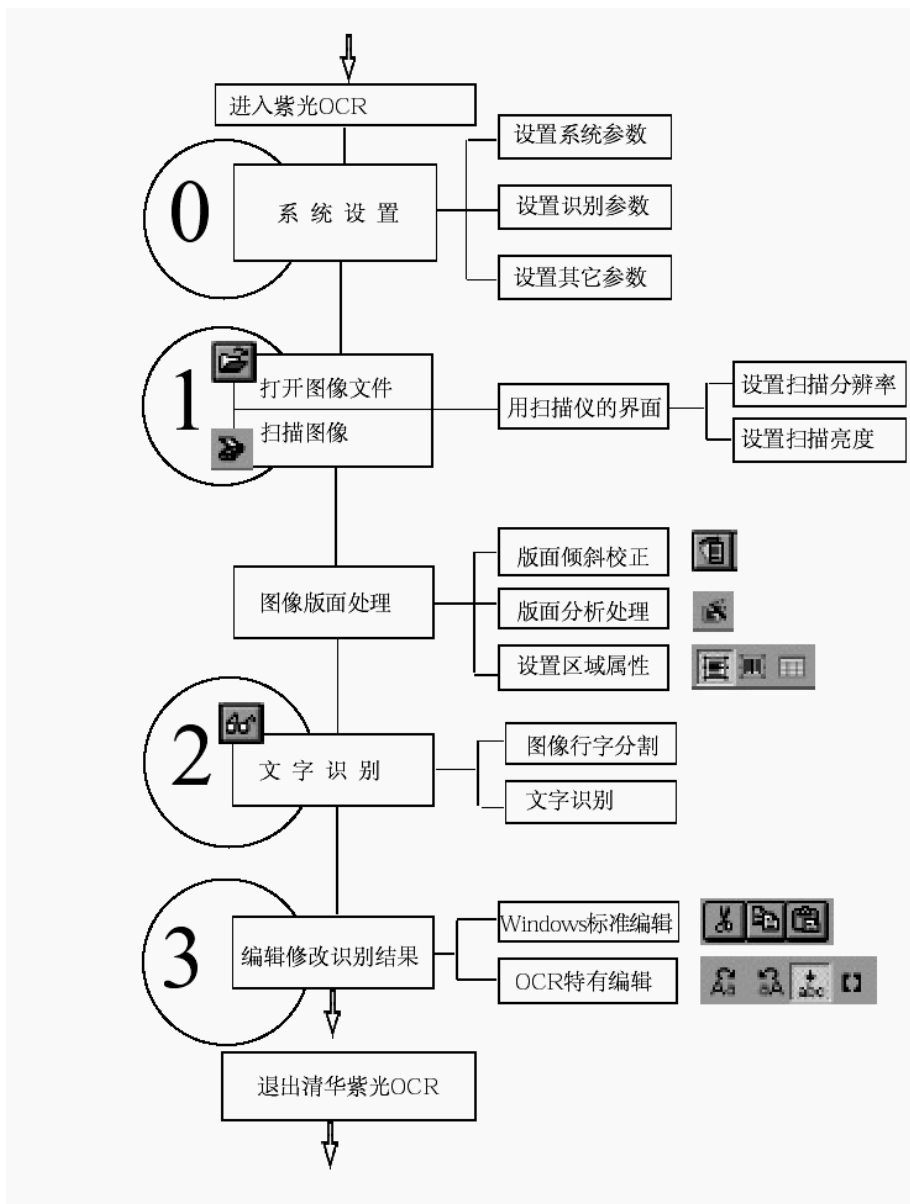 进入紫光OCR
0
系统设置
设置系统参数
设置识别参数
设置其它参数
1
打开图像文件
扫描图像
用扫描仪的界面
设置扫描分辨率
设置扫描亮度
图像版面处理
版面倾斜校正
版面分析处理
设置区域属性
2
文字识别
图像行字分割
文字识别
3
编辑修改识别结果
Windows标准编辑
OCR特有编辑
abc
退出清华紫光OCR